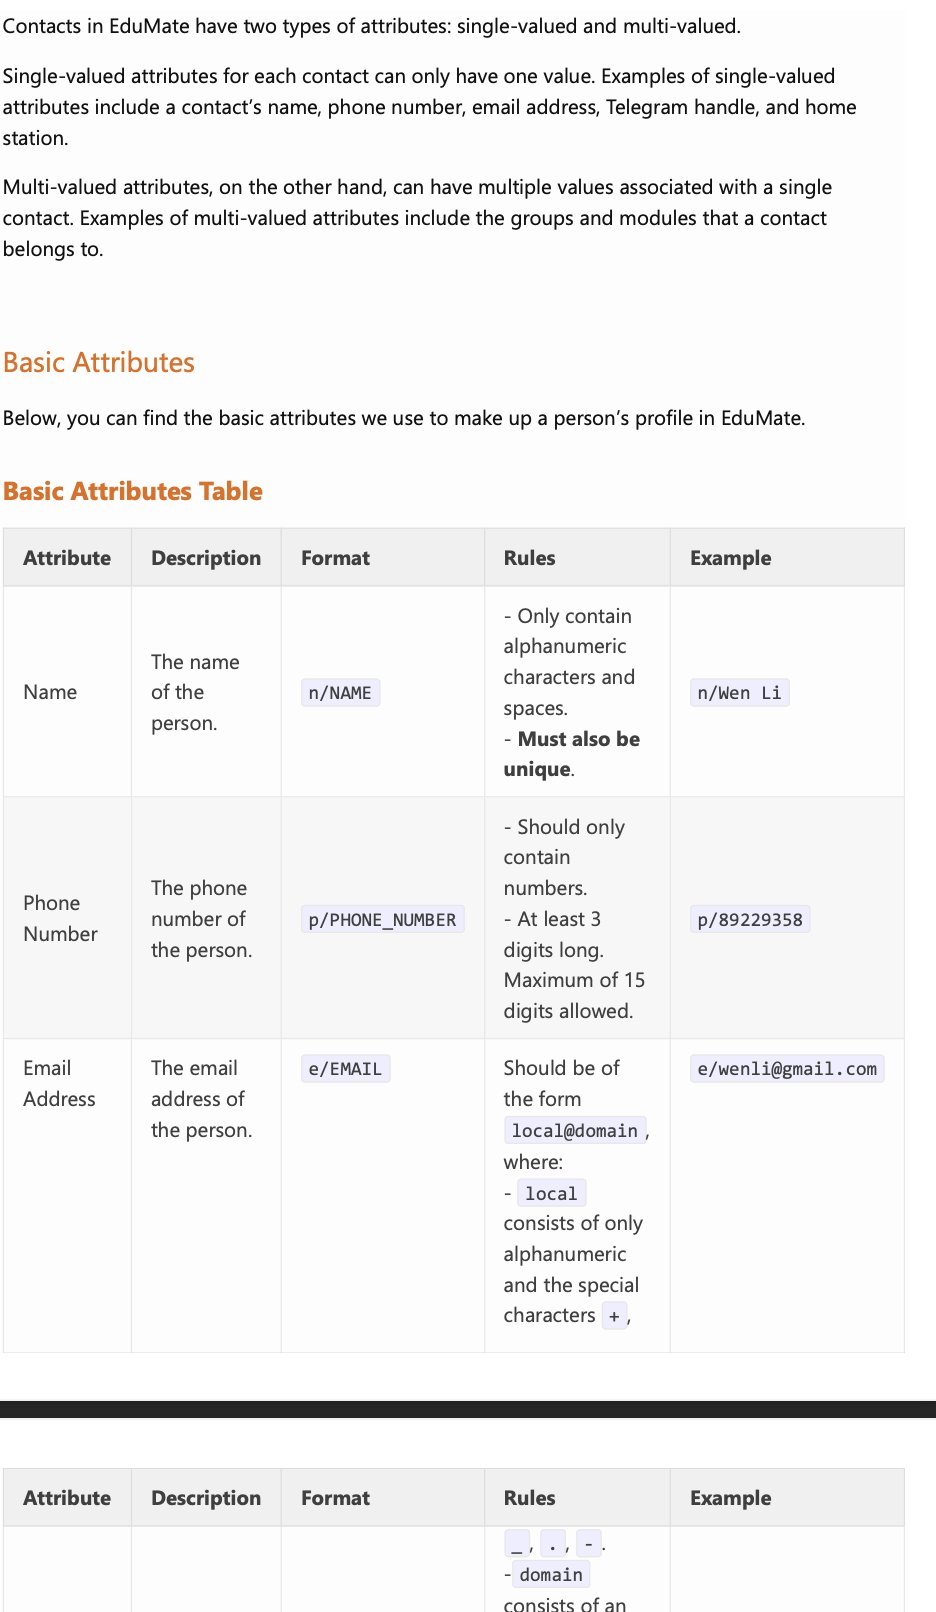 Contacts in EduMate have two types of attributes: single-valued and multi-valued.
Single-valued attributes for each contact can only have one value. Examples of single-valued
attributes include a contact’s name, phone number, email address, Telegram handle, and home
station.
Multi-valued attributes, on the other hand, can have multiple values associated with a single
contact. Examples of multi-valued attributes include the groups and modules that a contact
belongs to.
Basic Attributes
Below, you can find the basic attributes we use to make up a person’s profile in EduMate.
Basic Attributes Table
Attribute Description Format Rules Example
Name
The name
of the
person.
n/NAME
- Only contain
alphanumeric
characters and
spaces.
- Must also be
unique.
n/Wen Li
Phone
Number
The phone
number of
the person.
p/PHONE_NUMBER
- Should only
contain
numbers.
- At least 3
digits long.
Maximum of 15
digits allowed.
p/89229358
Email
Address
The email
address of
the person.
e/EMAIL
Should be of
the form
local@domain,
where:
- local
consists of only
alphanumeric
and the special
characters +,
e/wenli@gmail.com
Attribute Description Format Rules Example
_, ., -.
- domain
consists of an